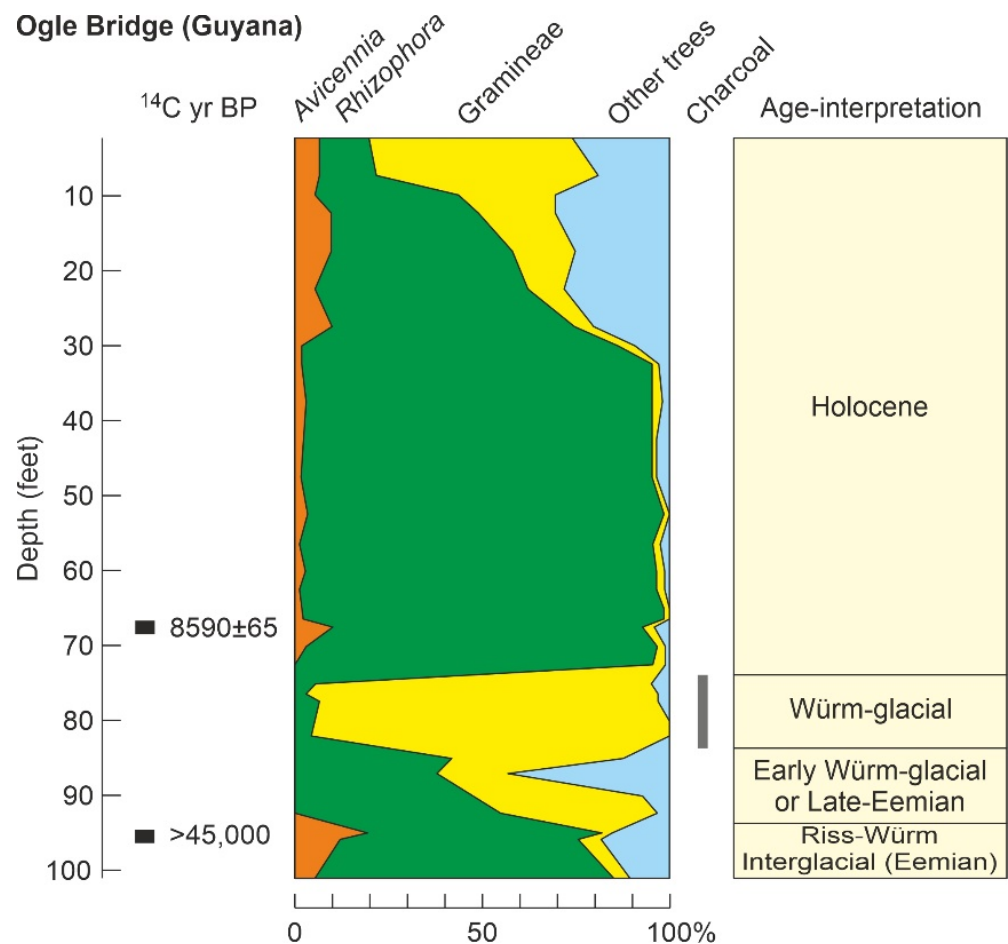 Ogle Bridge (Guyana)
¹⁴C yr BP
Avicennia
Rhizophora
Gramineae
Other trees
Charcoal
Age-interpretation
Depth (feet)
10
20
30
40
50
60
70
80
90
100
8590±65
>45,000
Holocene
Würm-glacial
Early Würm-glacial
or Late-Eemian
Riss-Würm
Interglacial (Eemian)
0
50
100%